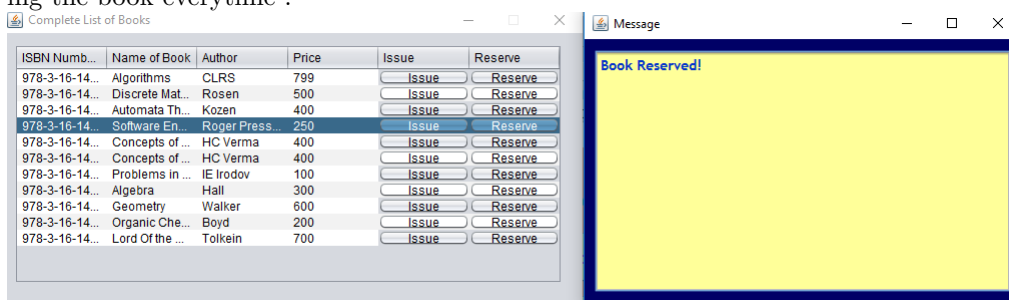 ing the book everytime .
Complete List of Books
ISBN Numb... Name of Book Author Price Issue Reserve
978-3-16-14... Algorithms CLRS 799 Issue Reserve
978-3-16-14... Discrete Mat... Rosen 500 Issue Reserve
978-3-16-14... Automata Th... Kozen 400 Issue Reserve
978-3-16-14... Software En... Roger Press... 250 Issue Reserve
978-3-16-14... Concepts of ... HC Verma 400 Issue Reserve
978-3-16-14... Concepts of ... HC Verma 400 Issue Reserve
978-3-16-14... Problems in ... IE Irodov 100 Issue Reserve
978-3-16-14... Algebra Hall 300 Issue Reserve
978-3-16-14... Geometry Walker 600 Issue Reserve
978-3-16-14... Organic Che... Boyd 200 Issue Reserve
978-3-16-14... Lord Of the ... Tolkein 700 Issue Reserve
Message
Book Reserved!